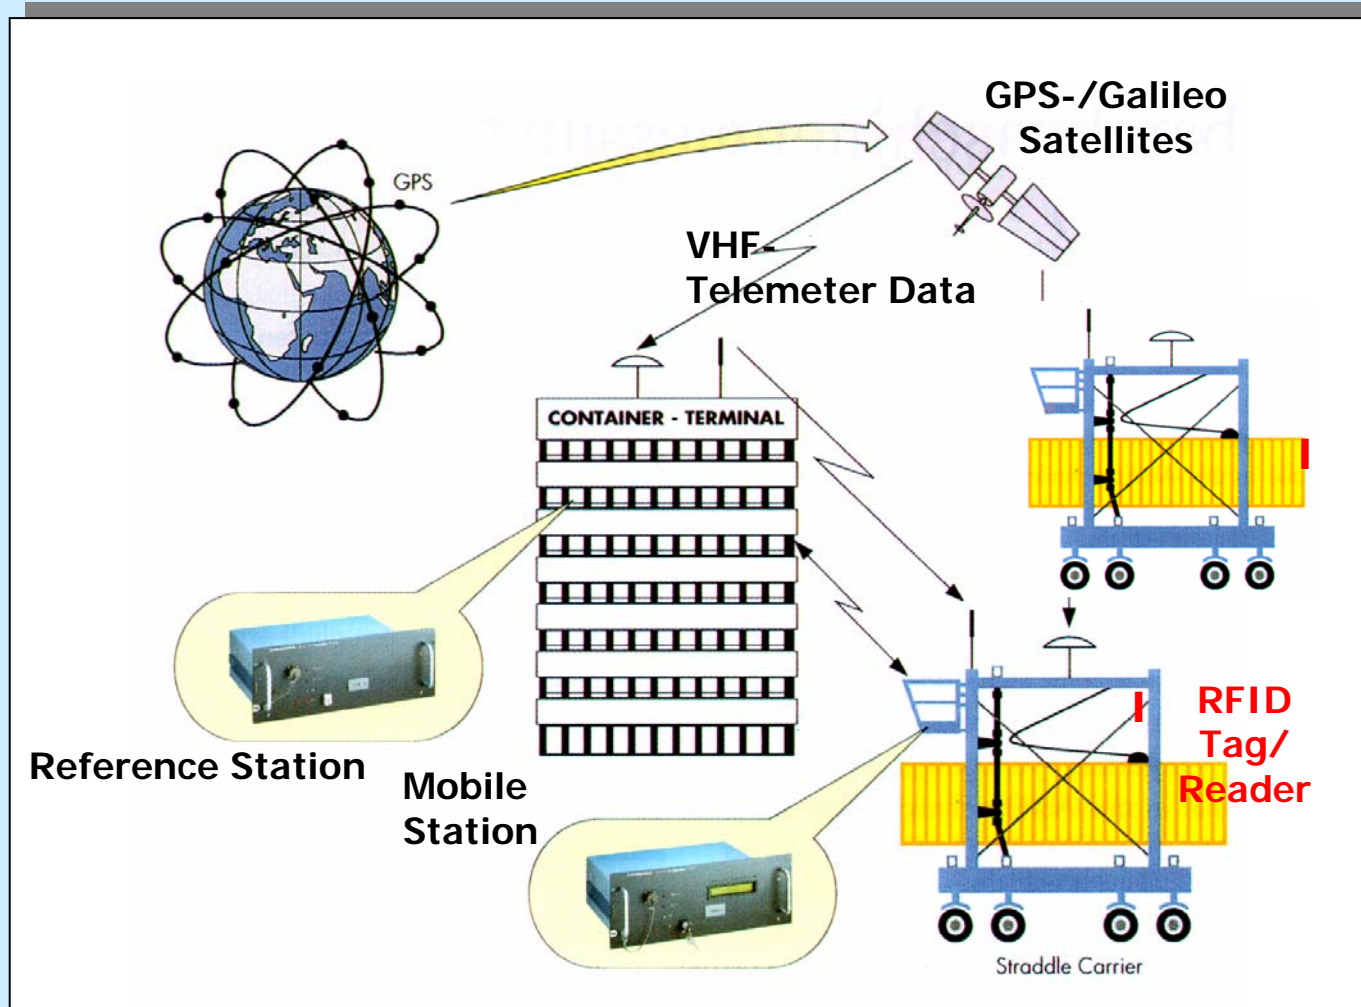 GPS-/Galileo
Satellites
GPS
VHF-
Telemeter Data
CONTAINER - TERMINAL
RFID
Tag/
Reader
Reference Station
Mobile
Station
Straddle Carrier